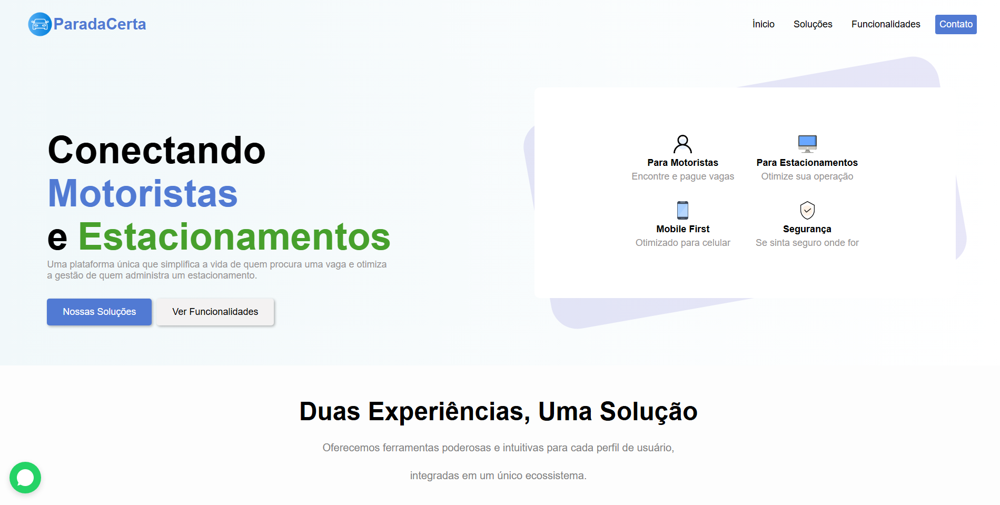 ParadaCerta
Ínicio
Soluções
Funcionalidades
Contato
Conectando
Motoristas
e Estacionamentos
Uma plataforma única que simplifica a vida de quem procura uma vaga e otimiza
a gestão de quem administra um estacionamento.
Nossas Soluções
Ver Funcionalidades
Para Motoristas
Encontre e pague vagas
Para Estacionamentos
Otimize sua operação
Mobile First
Otimizado para celular
Segurança
Se sinta seguro onde for
Duas Experiências, Uma Solução
Oferecemos ferramentas poderosas e intuitivas para cada perfil de usuário,
integradas em um único ecossistema.